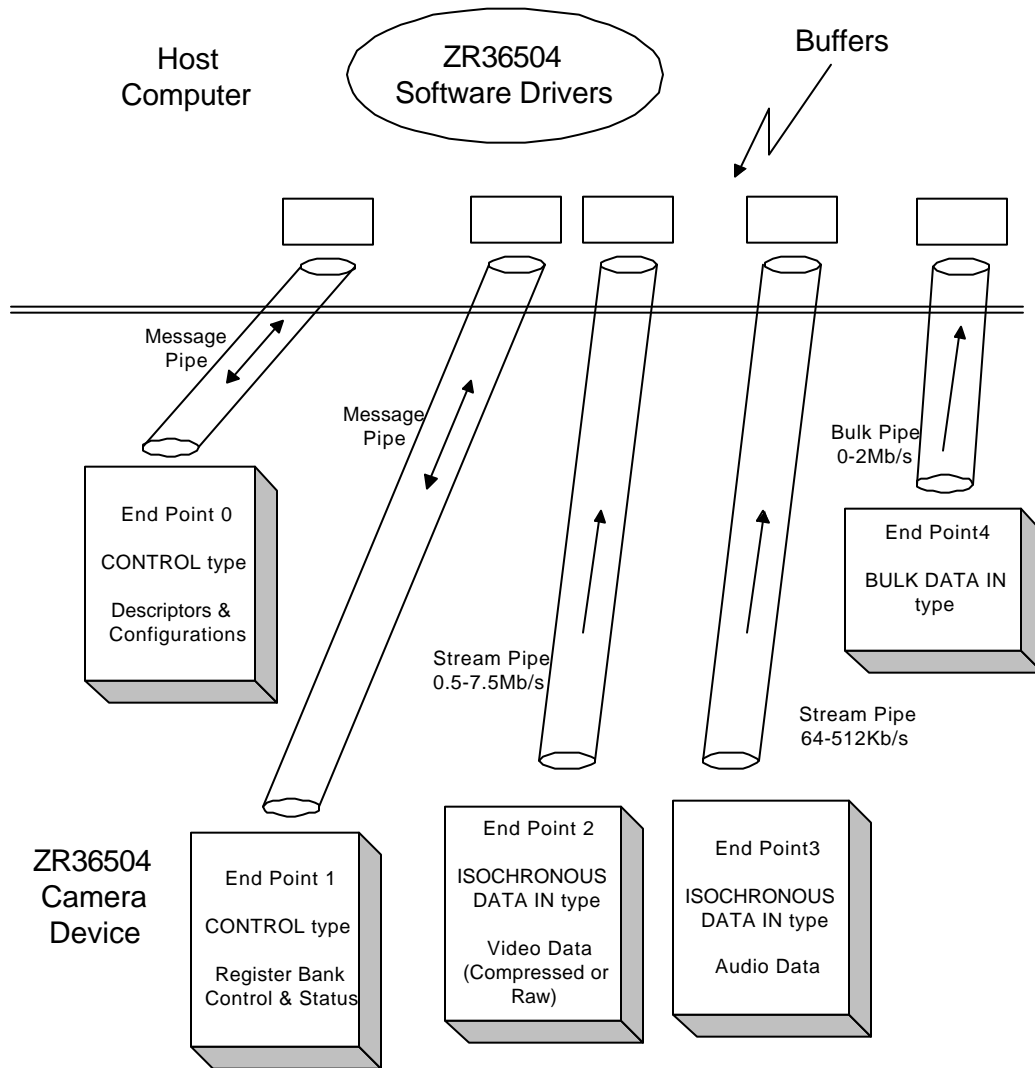 Host
Computer
ZR36504
Software Drivers
Buffers
Message
Pipe
Message
Pipe
Bulk Pipe
0-2Mb/s
End Point 0
CONTROL type
Descriptors &
Configurations
End Point4
BULK DATA IN
type
Stream Pipe
0.5-7.5Mb/s
Stream Pipe
64-512Kb/s
ZR36504
Camera
Device
End Point 1
CONTROL type
Register Bank
Control & Status
End Point 2
ISOCHRONOUS
DATA IN type
Video Data
(Compressed or
Raw)
End Point3
ISOCHRONOUS
DATA IN type
Audio Data